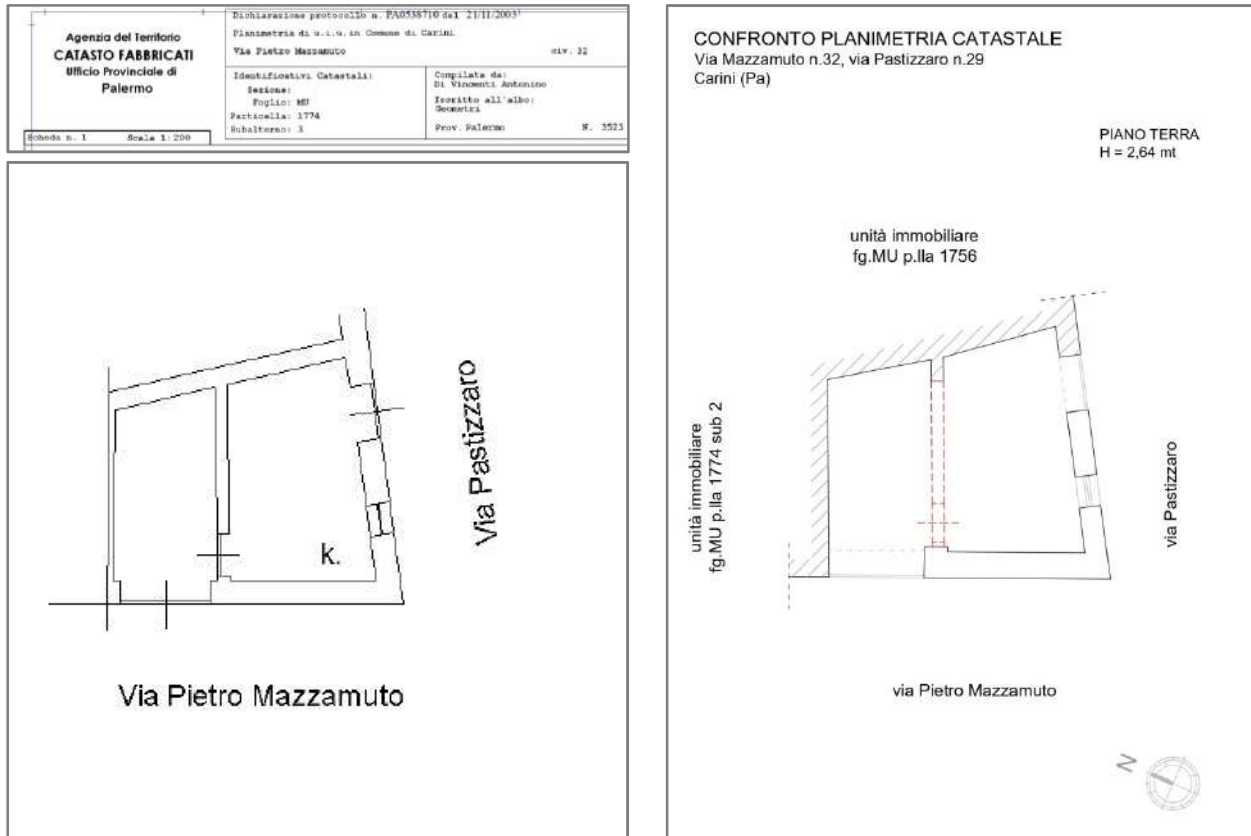 Agenzia del Territorio
CATASTO FABBRICATI
Ufficio Provinciale di
Palermo
Scheda n. 1 Scala 1:200
Dichiarazione protocollo n. PA0538710 del 21/11/2003
Planimetria di u.i.u. in Comune di Carini
Via Pietro Mazzamuto civ. 32
Identificativi Catastali:
Sezione:
Foglio: MU
Particella: 1774
Subalterno: 3
Compilata da:
Di Vincenti Antonino
Iscritto all'albo:
Geometri
Prov. Palermo N. 3523
Via Pastizzaro
k.
Via Pietro Mazzamuto
CONFRONTO PLANIMETRIA CATASTALE
Via Mazzamuto n.32, via Pastizzaro n.29
Carini (Pa)
PIANO TERRA
H = 2,64 mt
unità immobiliare
fg.MU p.lla 1756
unità immobiliare
fg.MU p.lla 1774 sub 2
via Pastizzaro
via Pietro Mazzamuto
N